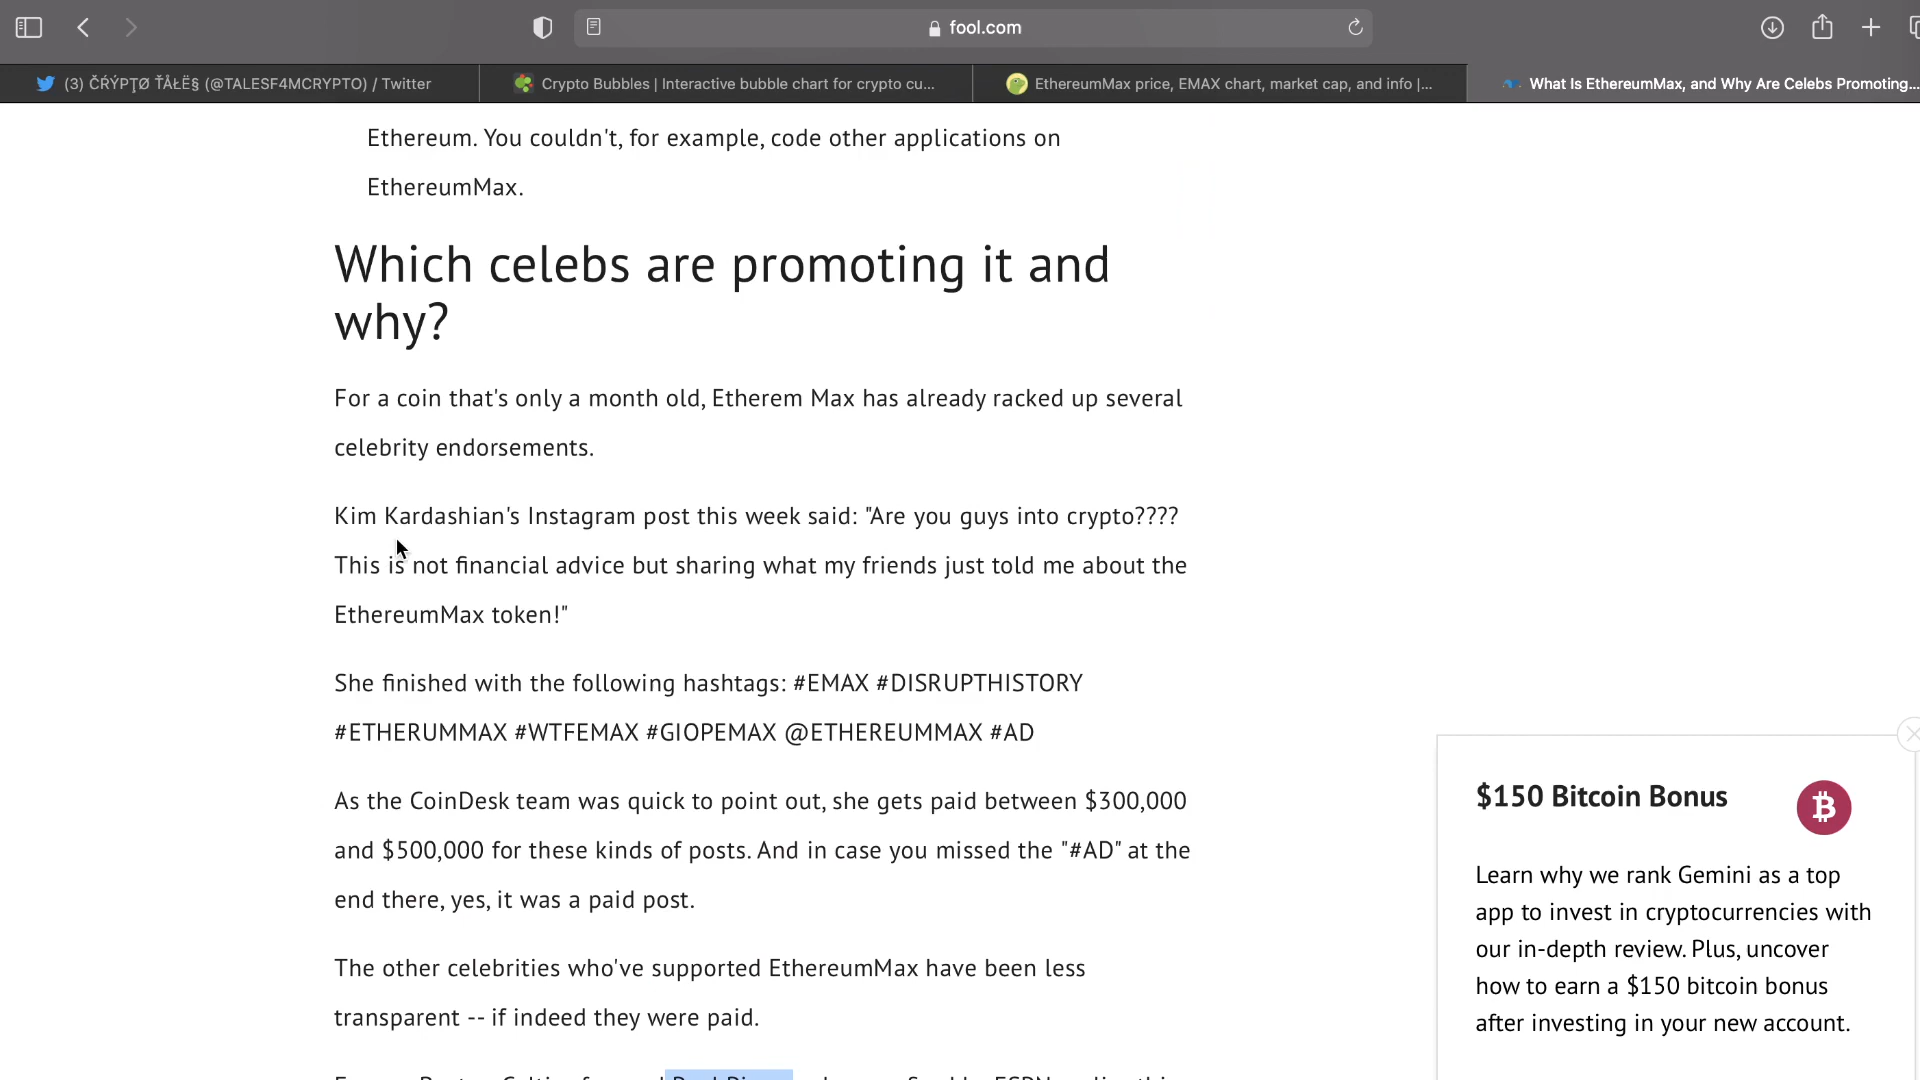 fool.com
(3) ČŔÝPŢØ ŤÅŁË§ (@TALESF4MCRYPTO) / Twitter
Crypto Bubbles | Interactive bubble chart for crypto cu...
EthereumMax price, EMAX chart, market cap, and info |...
What Is EthereumMax, and Why Are Celebs Promoting...
Ethereum. You couldn't, for example, code other applications on
EthereumMax.
Which celebs are promoting it and
why?
For a coin that's only a month old, Etherem Max has already racked up several
celebrity endorsements.
Kim Kardashian's Instagram post this week said: "Are you guys into crypto????
This is not financial advice but sharing what my friends just told me about the
EthereumMax token!"
She finished with the following hashtags: #EMAX #DISRUPTHISTORY
#ETHERUMMAX #WTFEMAX #GIOPEMAX @ETHEREUMMAX #AD
As the CoinDesk team was quick to point out, she gets paid between $300,000
and $500,000 for these kinds of posts. And in case you missed the "#AD" at the
end there, yes, it was a paid post.
The other celebrities who've supported EthereumMax have been less
transparent -- if indeed they were paid.
$150 Bitcoin Bonus
Learn why we rank Gemini as a top
app to invest in cryptocurrencies with
our in-depth review. Plus, uncover
how to earn a $150 bitcoin bonus
after investing in your new account.